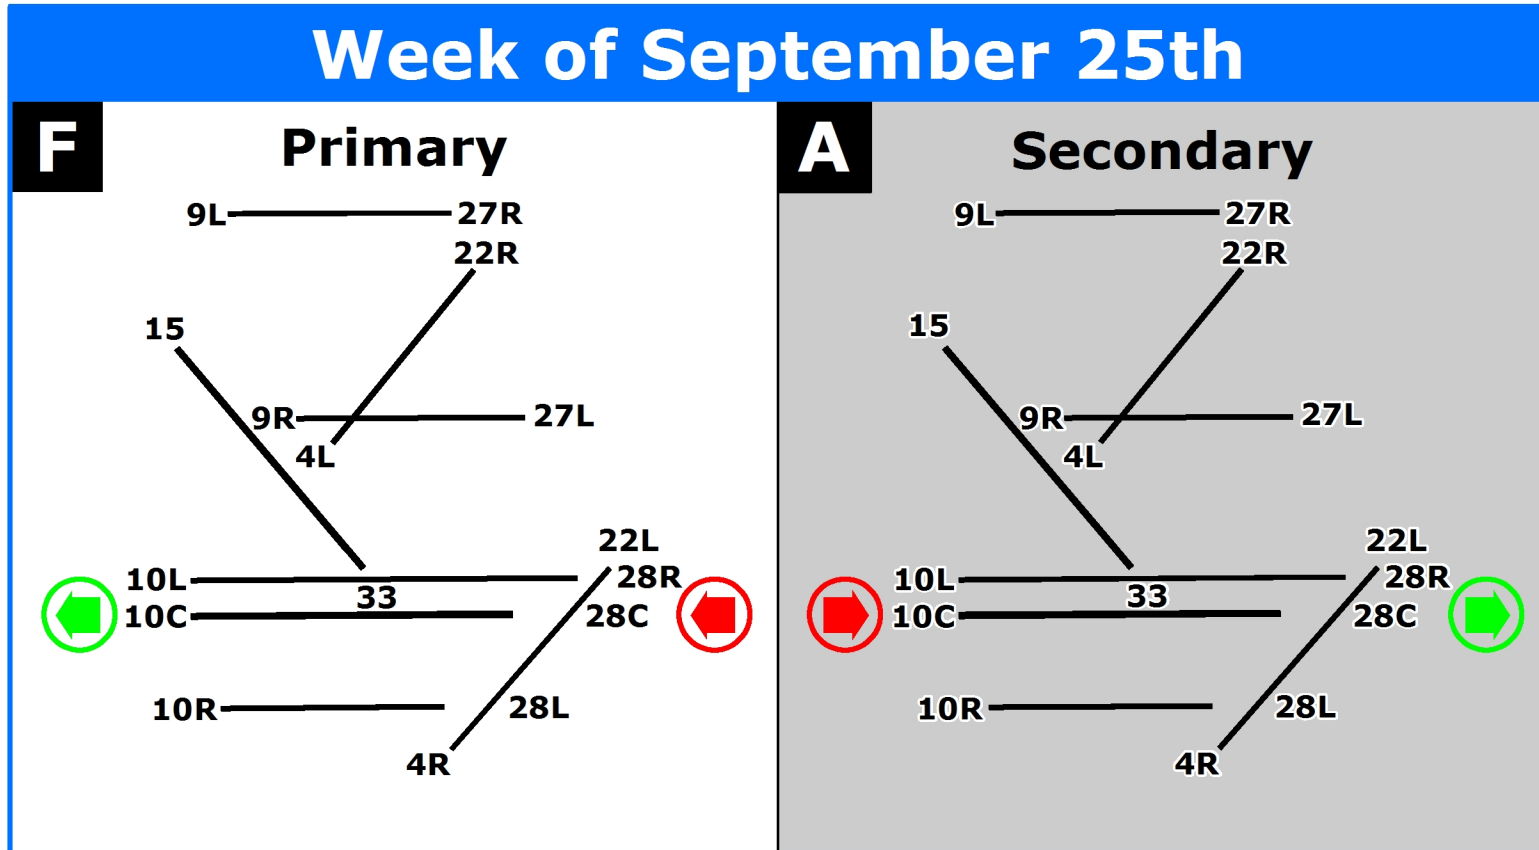 Week of September 25th
F
Primary
9L
27R
22R
15
9R
27L
4L
22L
10L
28R
33
10C
28C
10R
28L
4R
A
Secondary
9L
27R
22R
15
9R
27L
4L
22L
10L
28R
33
10C
28C
10R
28L
4R